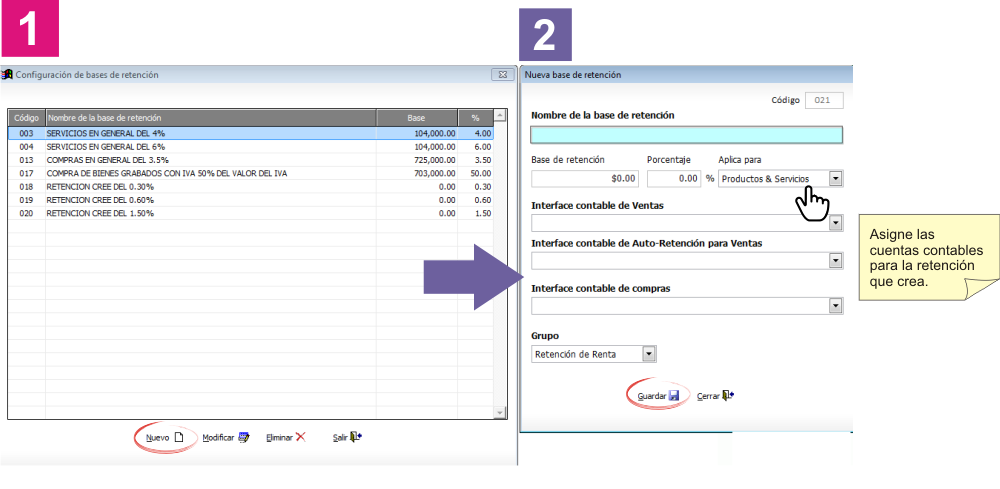 1
2
Configuración de bases de retención
Código Nombre de la base de retención Base %
003 SERVICIOS EN GENERAL DEL 4% 104,000.00 4.00
004 SERVICIOS EN GENERAL DEL 6% 104,000.00 6.00
013 COMPRAS EN GENERAL DEL 3.5% 725,000.00 3.50
017 COMPRA DE BIENES GRABADOS CON IVA 50% DEL VALOR DEL IVA 703,000.00 50.00
018 RETENCION CREE DEL 0.30% 0.00 0.30
019 RETENCION CREE DEL 0.60% 0.00 0.60
020 RETENCION CREE DEL 1.50% 0.00 1.50
Nuevo Modificar Eliminar Salir
Nueva base de retención
Código 021
Nombre de la base de retención
Base de retención Porcentaje Aplica para
$0.00 0.00 % Productos & Servicios
Interface contable de Ventas
Interface contable de Auto-Retención para Ventas
Interface contable de compras
Grupo
Retención de Renta
Guardar Cerrar
Asigne las
cuentas contables
para la retención
que crea.